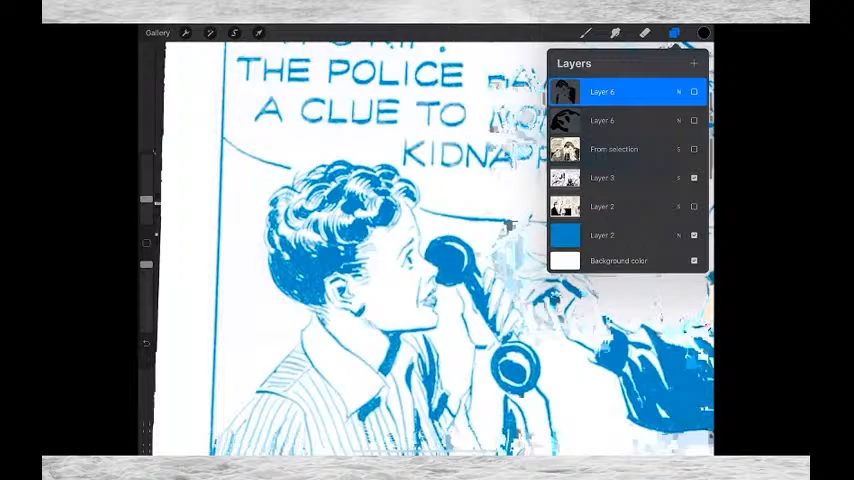 Gallery
S
Layers
Layer 6
N
Layer 6
N
From selection
S
Layer 3
S
Layer 2
S
Layer 2
N
Background color
THE POLICE
A CLUE TO
KIDNAPP